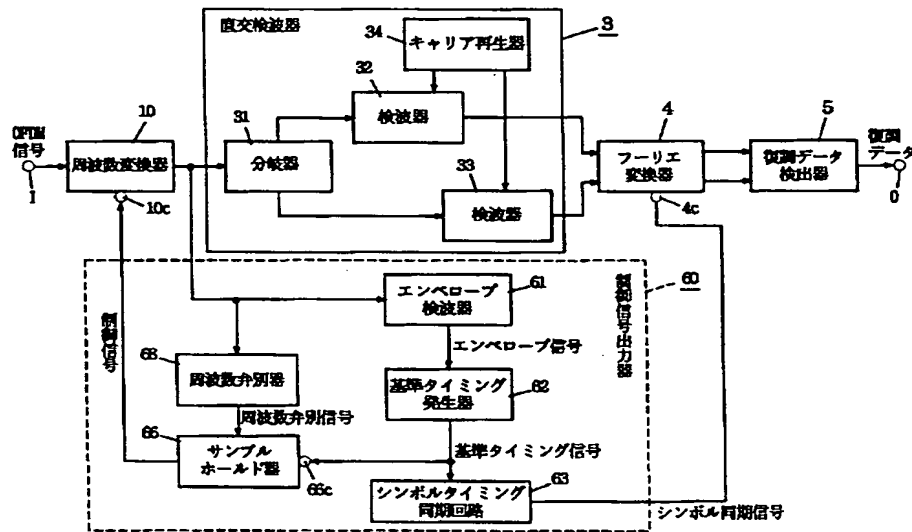 直交検波器
34
キャリア再生器
3
32
検波器
OFDM
信号
I
10
周波数変換器
10c
31
分岐器
33
検波器
4
フーリエ
変換器
4c
5
復調データ
検出器
復調
データ
O
60
制御信号出力器
制御信号
61
エンベロープ
検波器
エンベロープ信号
68
周波数弁別器
周波数弁別信号
62
基準タイミング
発生器
66
サンプル
ホールド器
66c
基準タイミング信号
63
シンボルタイミング
同期回路
シンボル同期信号